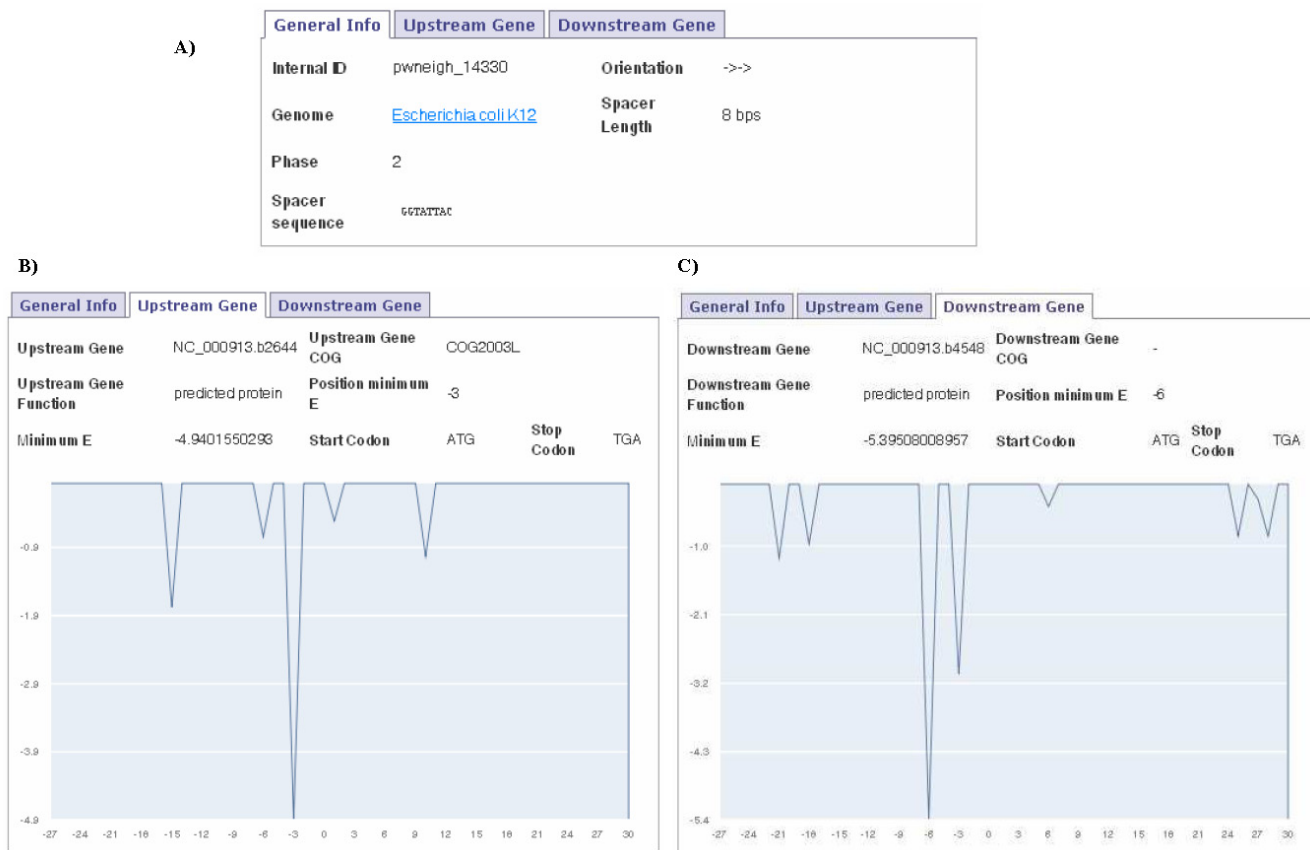 A)
General Info Upstream Gene Downstream Gene
Internal ID pwneigh_14330 Orientation ->->
Genome Escherichia coli K12 Spacer Length 8 bps
Phase 2
Spacer sequence GGTATTAC
B)
General Info Upstream Gene Downstream Gene
Upstream Gene NC_000913.b2644 Upstream Gene COG COG2003L
Upstream Gene Function predicted protein Position minimum E -3
Minimum E -4.9401550293 Start Codon ATG Stop Codon TGA
-0.9
-1.9
-2.9
-3.9
-4.9
-27 -24 -21 -16 -15 -12 -9 -6 -3 0 3 6 9 12 15 16 21 24 27 30
C)
General Info Upstream Gene Downstream Gene
Downstream Gene NC_000913.b4548 Downstream Gene COG -
Downstream Gene Function predicted protein Position minimum E -6
Minimum E -5.39508008957 Start Codon ATG Stop Codon TGA
-1.0
-2.1
-3.2
-4.3
-5.4
-27 -24 -21 -16 -15 -12 -9 -6 -3 0 3 6 9 12 15 16 21 24 27 30